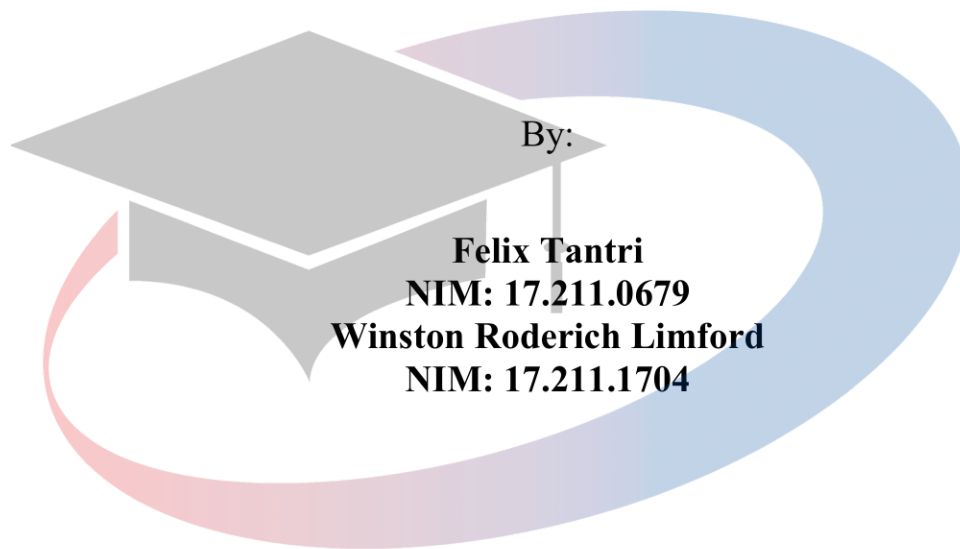 By:
Felix Tantri
NIM: 17.211.0679
Winston Roderich Limford
NIM: 17.211.1704